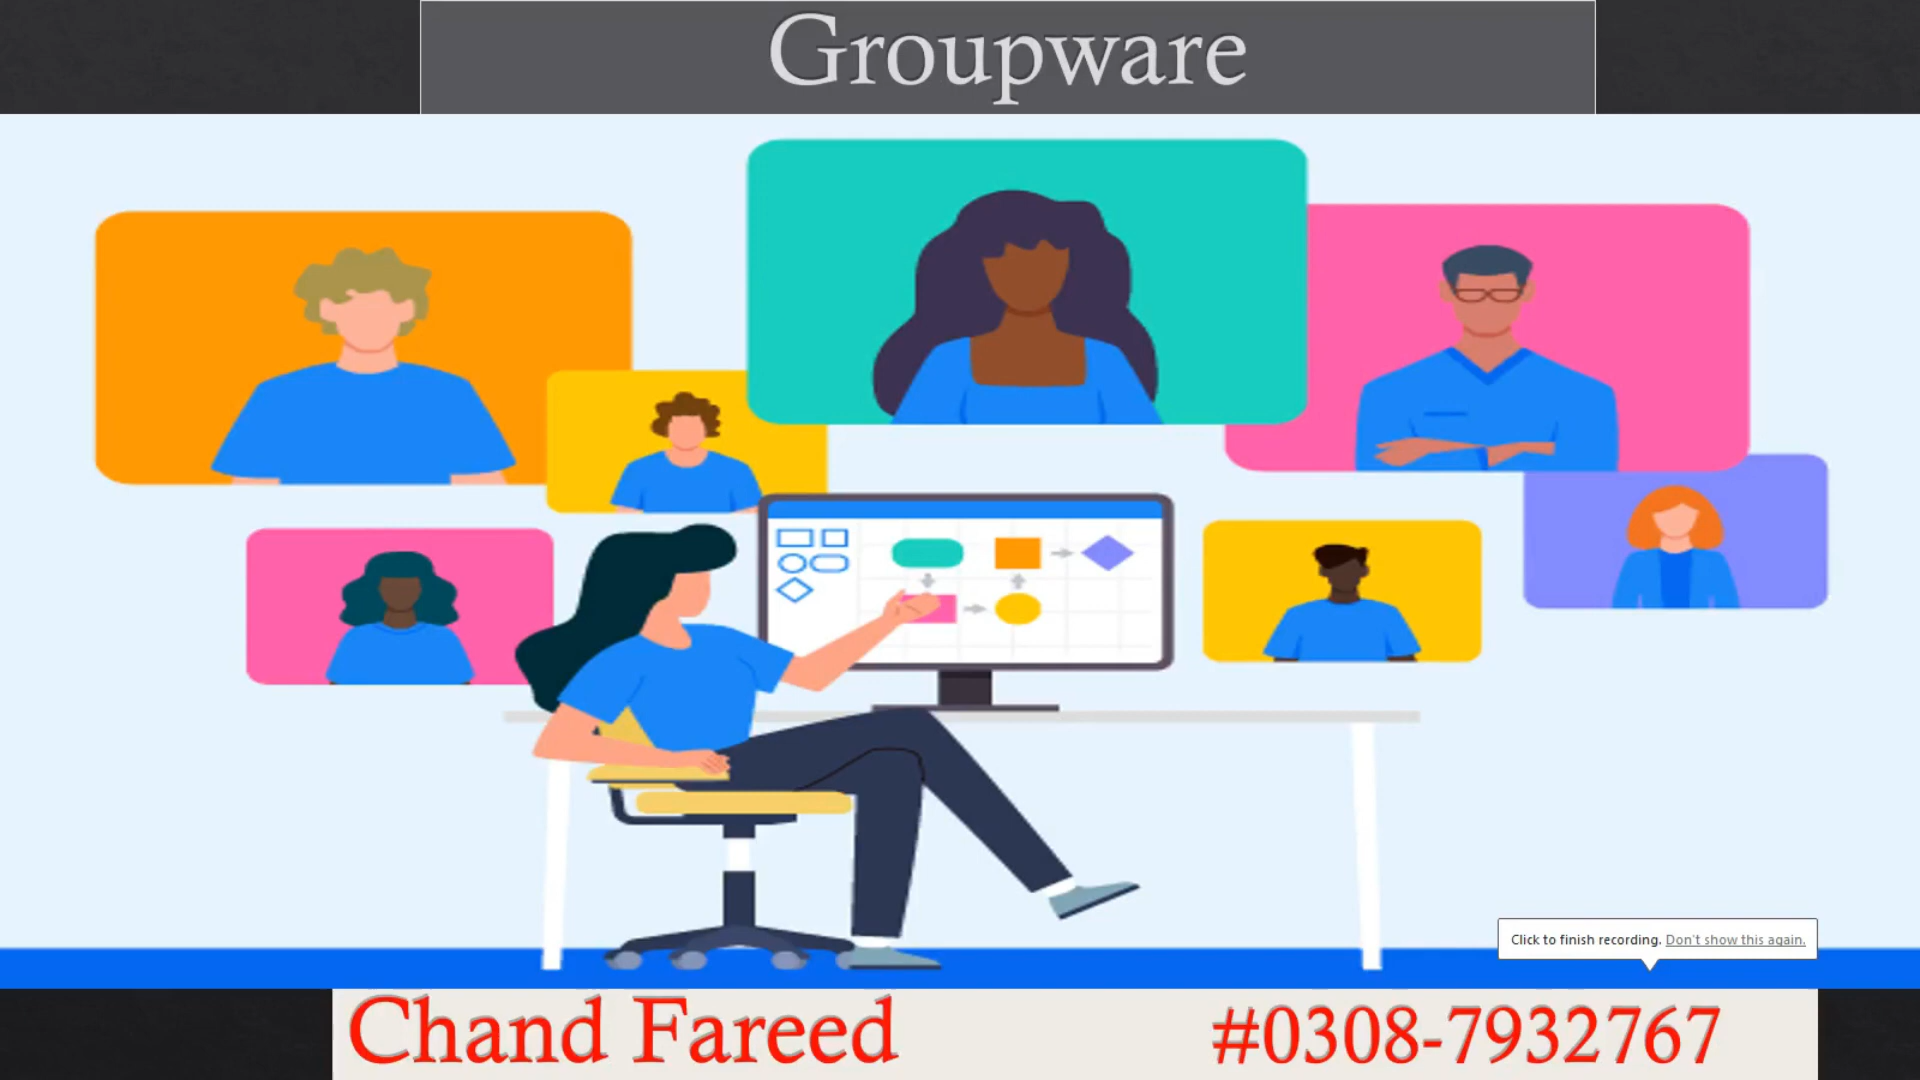 Groupware
Click to finish recording. Don't show this again.
Chand Fareed #0308-7932767